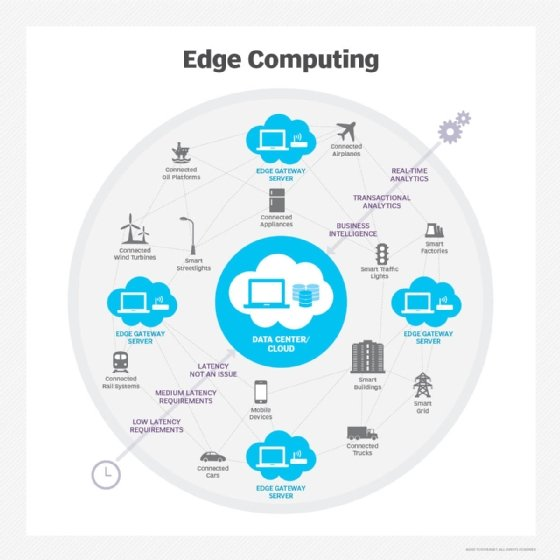 Edge Computing
Connected
Airplanes
Connected
Oil Platforms
EDGE GATEWAY
SERVER
REAL-TIME
ANALYTICS
TRANSACTIONAL
ANALYTICS
Connected
Appliances
BUSINESS
INTELLIGENCE
Connected
Wind Turbines
Smart
Streetlights
Smart
Factories
Smart Traffic
Lights
EDGE GATEWAY
SERVER
DATA CENTER/
CLOUD
EDGE GATEWAY
SERVER
LATENCY
NOT AN ISSUE
Connected
Rail Systems
MEDIUM LATENCY
REQUIREMENTS
Mobile
Devices
Smart
Buildings
Smart
Grid
LOW LATENCY
REQUIREMENTS
Connected
Cars
Connected
Trucks
EDGE GATEWAY
SERVER
ALL RIGHTS RESERVED